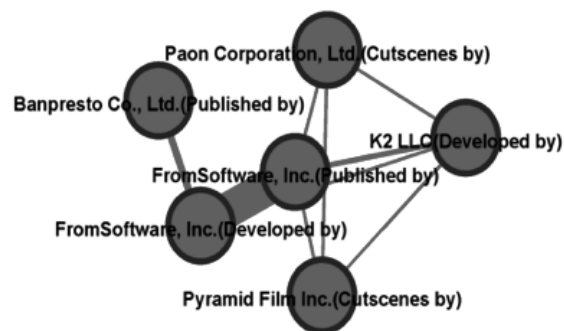 Paon Corporation, Ltd.(Cutscenes by)
Banpresto Co., Ltd.(Published by)
K2 LLC(Developed by)
FromSoftware, Inc.(Published by)
FromSoftware, Inc.(Developed by)
Pyramid Film Inc.(Cutscenes by)